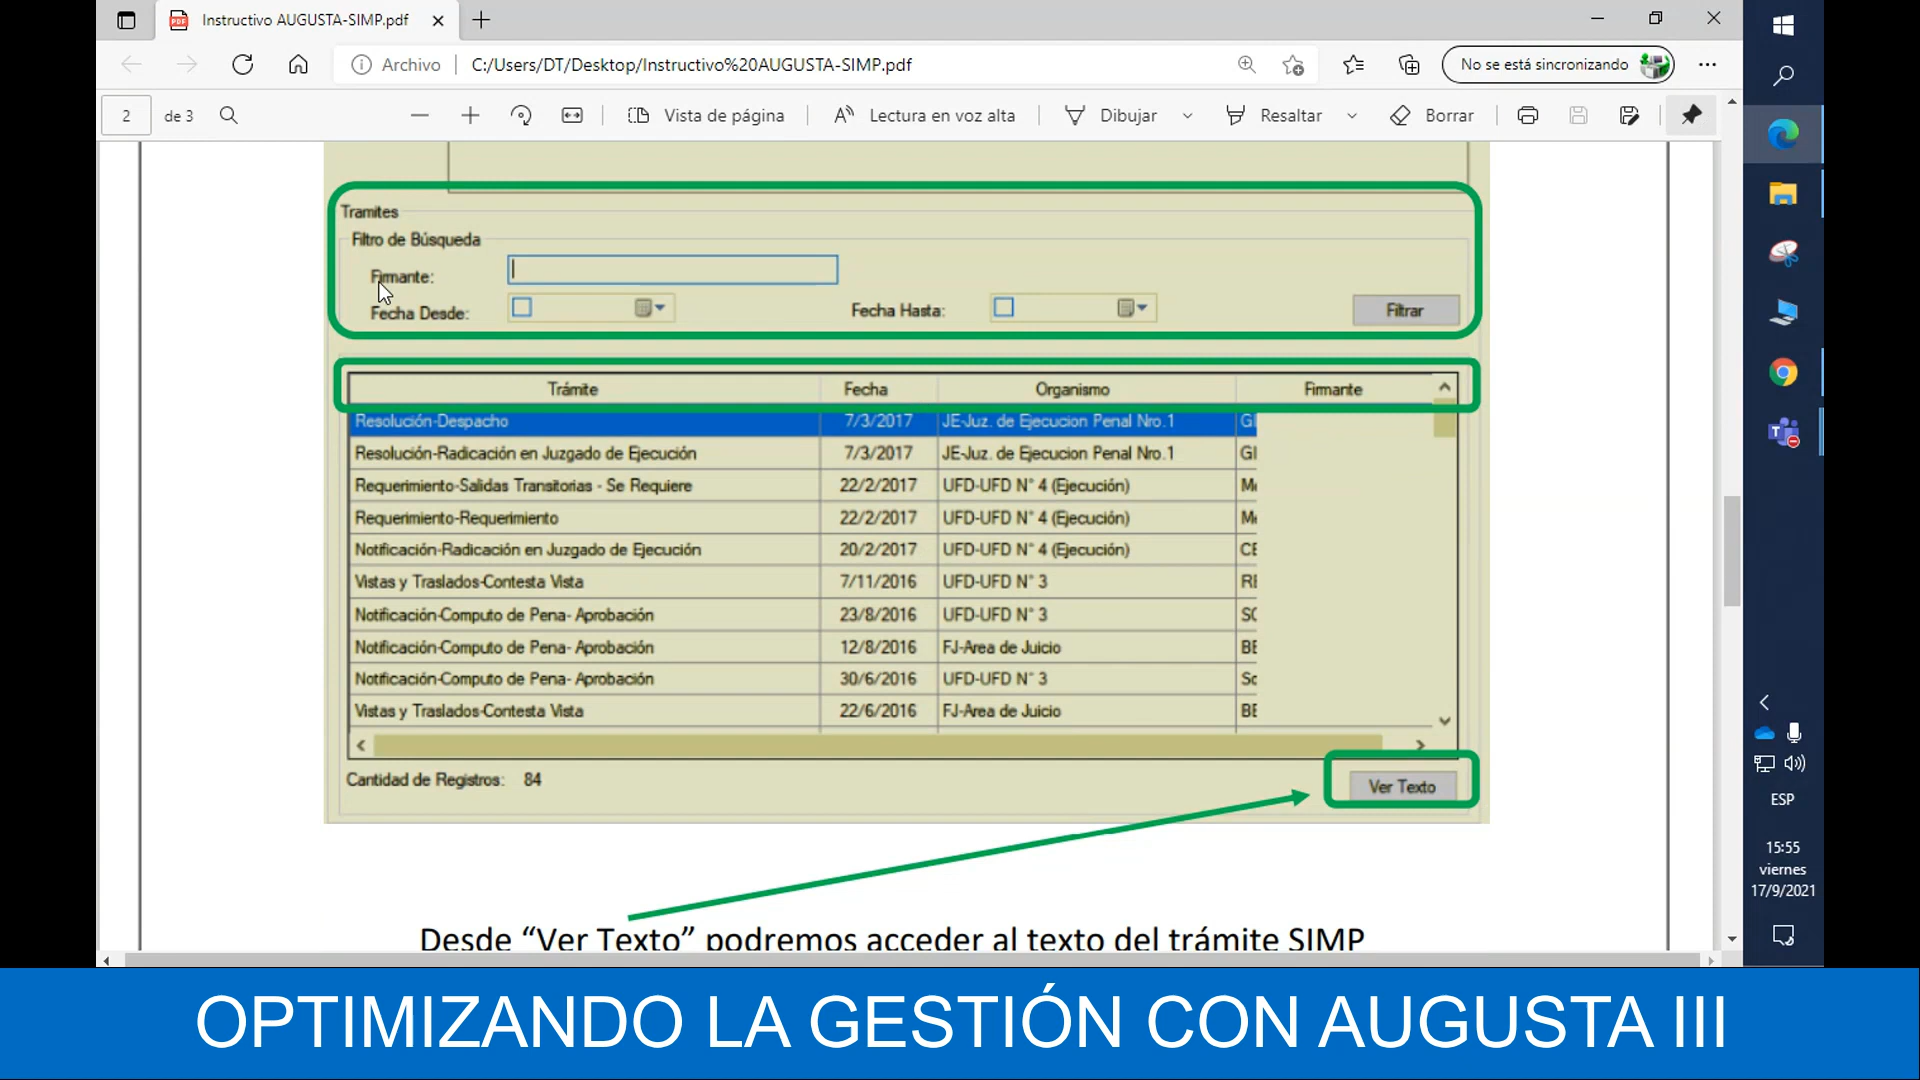 Instructivo AUGUSTA-SIMP.pdf
Archivo
C:/Users/DT/Desktop/Instructivo%20AUGUSTA-SIMP.pdf
No se está sincronizando
2 de 3
Vista de página
Lectura en voz alta
Dibujar
Resaltar
Borrar
Tramites
Filtro de Búsqueda
Firmante:
Fecha Desde:
Fecha Hasta:
Filtrar
Trámite Fecha Organismo Firmante
Resolución-Despacho 7/3/2017 JE-Juz. de Ejecucion Penal Nro.1
Resolución-Radicación en Juzgado de Ejecución 7/3/2017 JE-Juz. de Ejecucion Penal Nro.1
Requerimiento-Salidas Transitorias - Se Requiere 22/2/2017 UFD-UFD N° 4 (Ejecución)
Requerimiento-Requerimiento 22/2/2017 UFD-UFD N° 4 (Ejecución)
Notificación-Radicación en Juzgado de Ejecución 20/2/2017 UFD-UFD N° 4 (Ejecución)
Vistas y Traslados-Contesta Vista 7/11/2016 UFD-UFD N° 3
Notificación-Computo de Pena- Aprobación 23/8/2016 UFD-UFD N° 3
Notificación-Computo de Pena- Aprobación 12/8/2016 FJ-Area de Juicio
Notificación-Computo de Pena- Aprobación 30/6/2016 UFD-UFD N° 3
Vistas y Traslados-Contesta Vista 22/6/2016 FJ-Area de Juicio
Cantidad de Registros: 84
Ver Texto
Desde “Ver Texto” podremos acceder al texto del trámite SIMP
ESP
15:55
viernes
17/9/2021
OPTIMIZANDO LA GESTIÓN CON AUGUSTA III